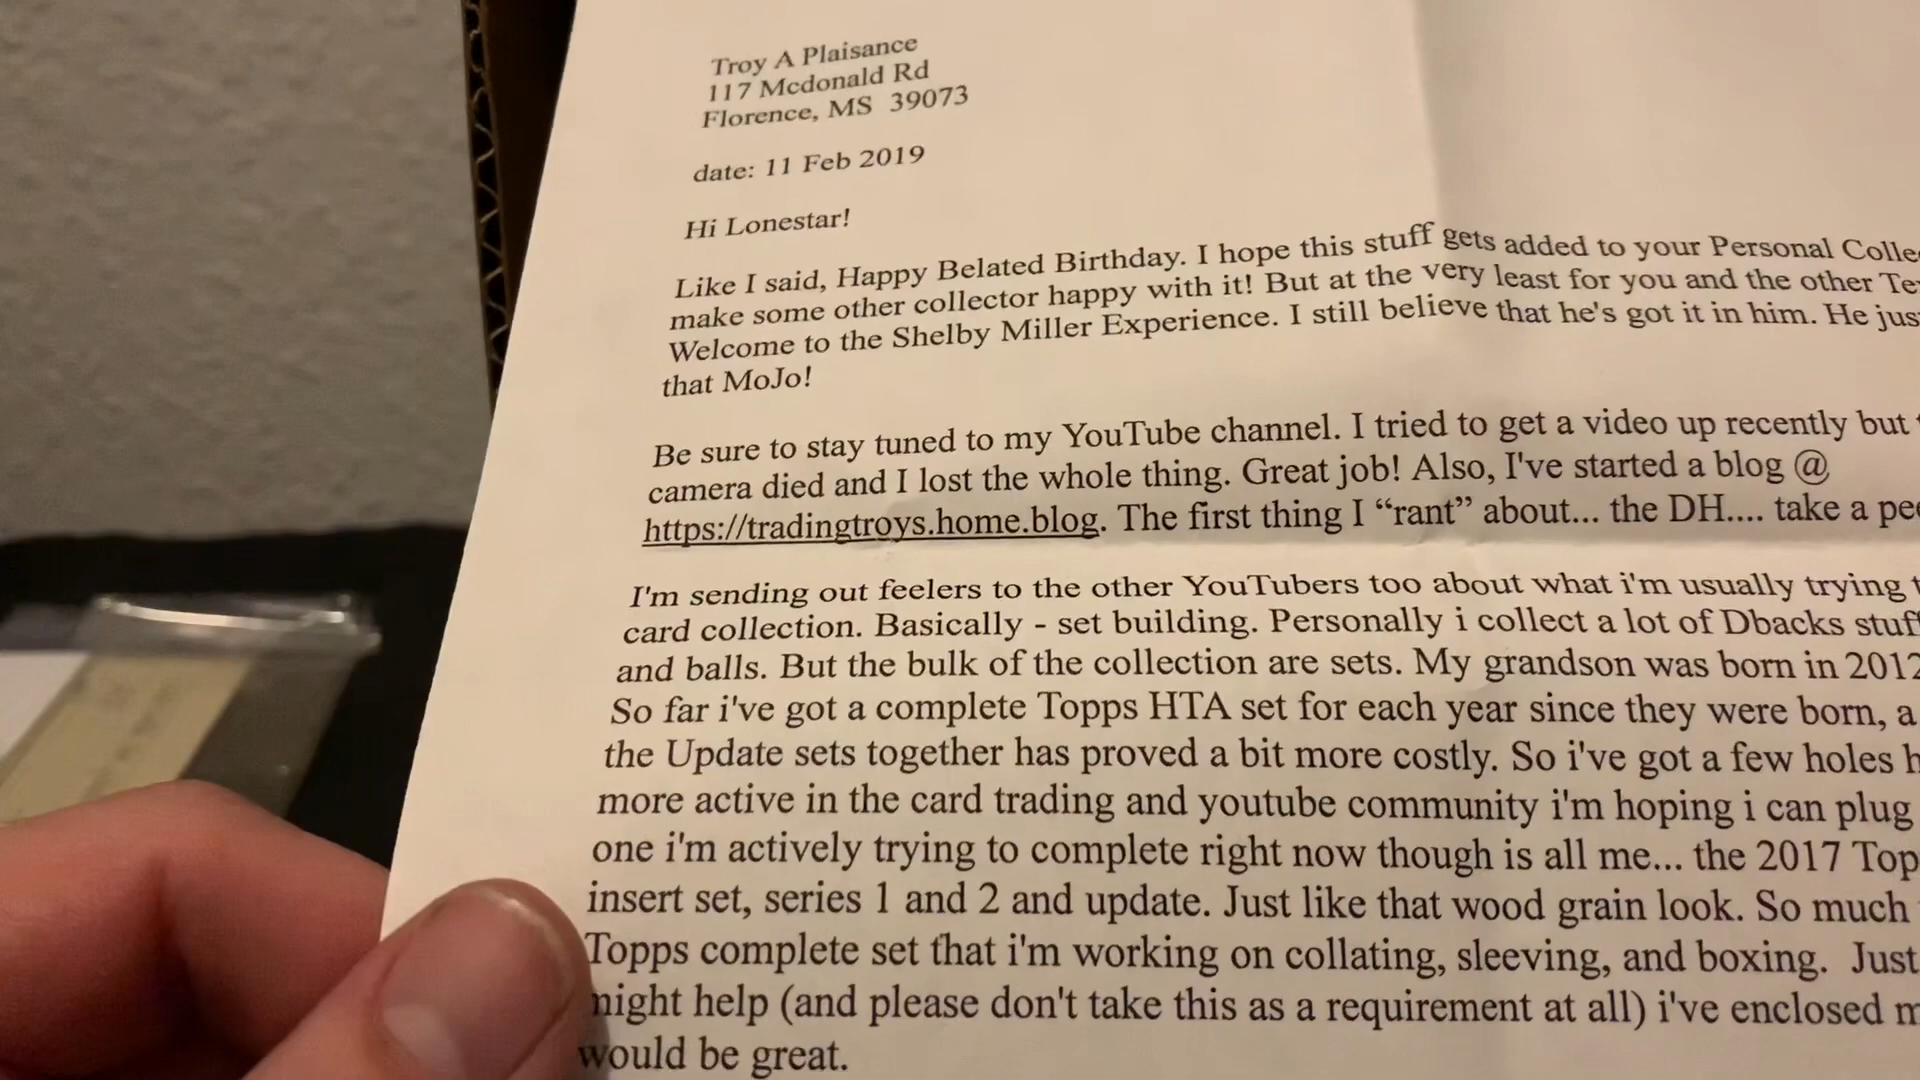 Troy A Plaisance
117 Mcdonald Rd
Florence, MS 39073
date: 11 Feb 2019
Hi Lonestar!
Like I said, Happy Belated Birthday. I hope this stuff gets added to your Personal
make some other collector happy with it! But at the very least for you and the other
Welcome to the Shelby Miller Experience. I still believe that he's got it in him. He
that MoJo!
Be sure to stay tuned to my YouTube channel. I tried to get a video up recently but
camera died and I lost the whole thing. Great job! Also, I've started a blog @
https://tradingtroys.home.blog. The first thing I “rant” about... the DH.... take a
I'm sending out feelers to the other YouTubers too about what i'm usually trying
card collection. Basically - set building. Personally i collect a lot of Dbacks
and balls. But the bulk of the collection are sets. My grandson was born in 2012
So far i've got a complete Topps HTA set for each year since they were born, a
the Update sets together has proved a bit more costly. So i've got a few holes
more active in the card trading and youtube community i'm hoping i can plug
one i'm actively trying to complete right now though is all me... the 2017
insert set, series 1 and 2 and update. Just like that wood grain look. So much
Topps complete set that i'm working on collating, sleeving, and boxing. Just
might help (and please don't take this as a requirement at all) i've enclosed
would be great.